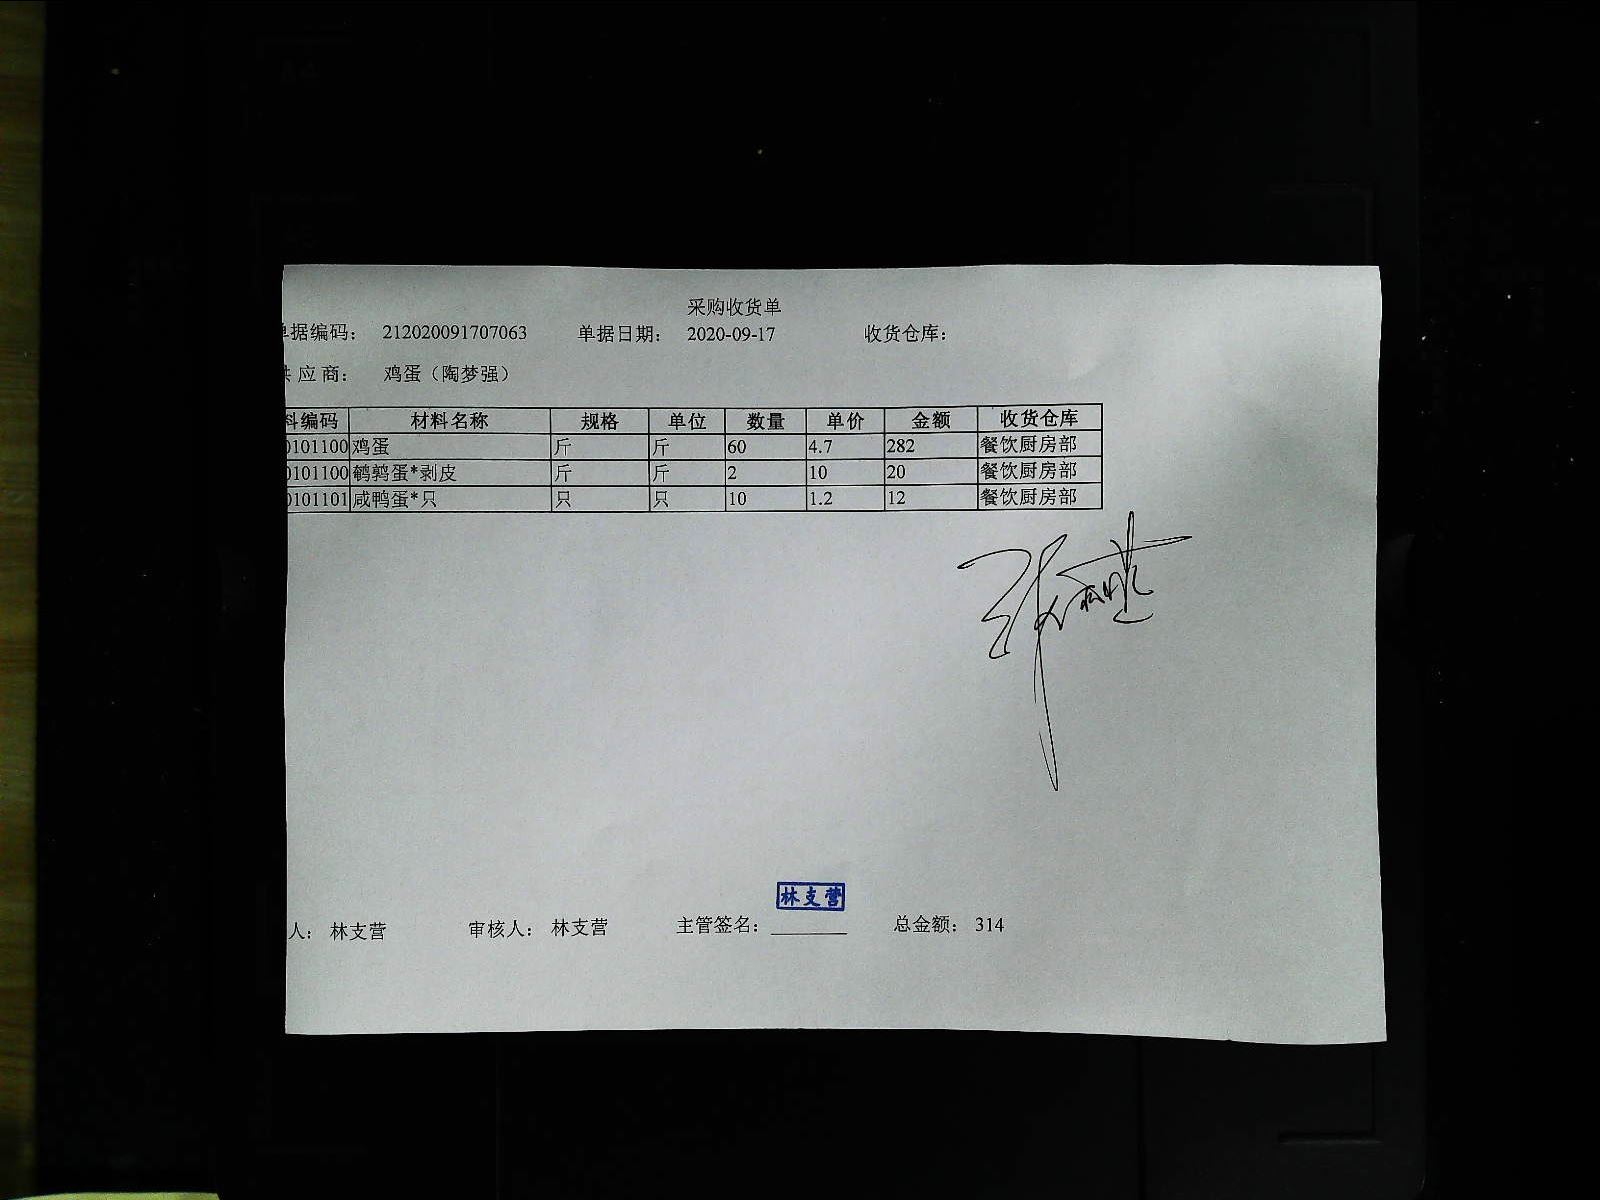 采购收货单
单据编码： 212020091707063 单据日期： 2020-09-17 收货仓库：
供应商： 鸡蛋（陶梦强）
料编码 材料名称 规格 单位 数量 单价 金额 收货仓库
0101100 鸡蛋 斤 斤 60 4.7 282 餐饮厨房部
0101100 鹌鹑蛋*剥皮 斤 斤 2 10 20 餐饮厨房部
0101101 咸鸭蛋*只 只 只 10 1.2 12 餐饮厨房部
林支营
人： 林支营 审核人： 林支营 主管签名： 总金额： 314